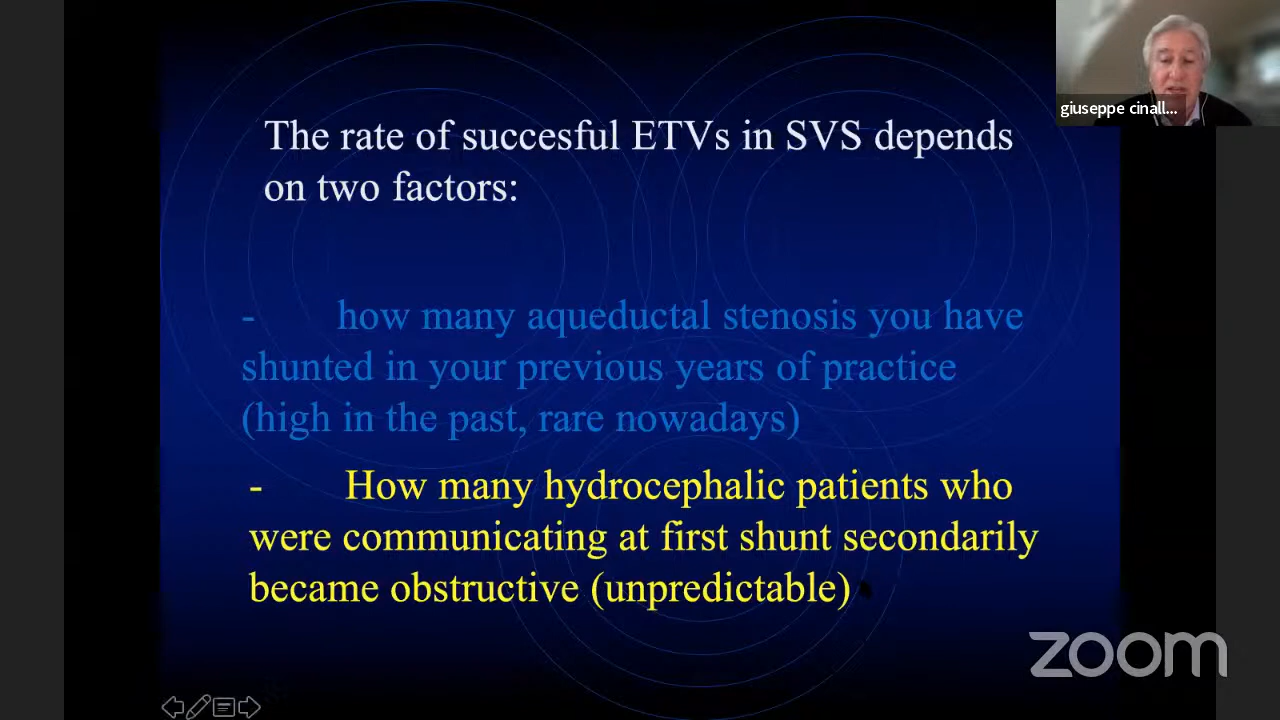 giuseppe cinall...
The rate of succesful ETVs in SVS depends
on two factors:
- how many aqueductal stenosis you have
shunted in your previous years of practice
(high in the past, rare nowadays)
- How many hydrocephalic patients who
were communicating at first shunt secondarily
became obstructive (unpredictable)
zoom